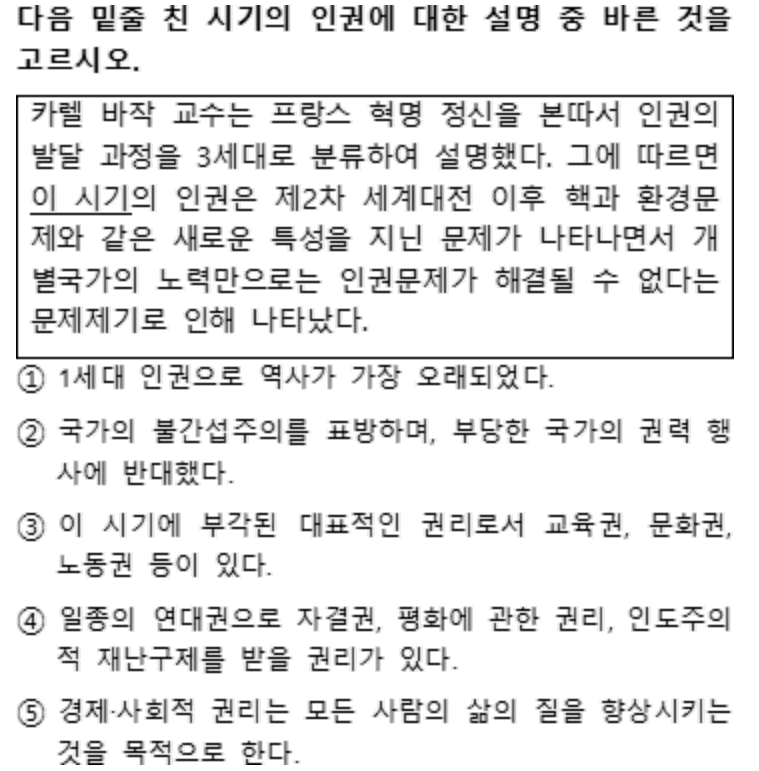 다음 밑줄 친 시기의 인권에 대한 설명 중 바른 것을
고르시오.
카렐 바작 교수는 프랑스 혁명 정신을 본따서 인권의
발달 과정을 3세대로 분류하여 설명했다. 그에 따르면
이 시기의 인권은 제2차 세계대전 이후 핵과 환경문
제와 같은 새로운 특성을 지닌 문제가 나타나면서 개
별국가의 노력만으로는 인권문제가 해결될 수 없다는
문제제기로 인해 나타났다.
① 1세대 인권으로 역사가 가장 오래되었다.
② 국가의 불간섭주의를 표방하며, 부당한 국가의 권력 행
사에 반대했다.
③ 이 시기에 부각된 대표적인 권리로서 교육권, 문화권,
노동권 등이 있다.
④ 일종의 연대권으로 자결권, 평화에 관한 권리, 인도주의
적 재난구제를 받을 권리가 있다.
⑤ 경제·사회적 권리는 모든 사람의 삶의 질을 향상시키는
것을 목적으로 한다.